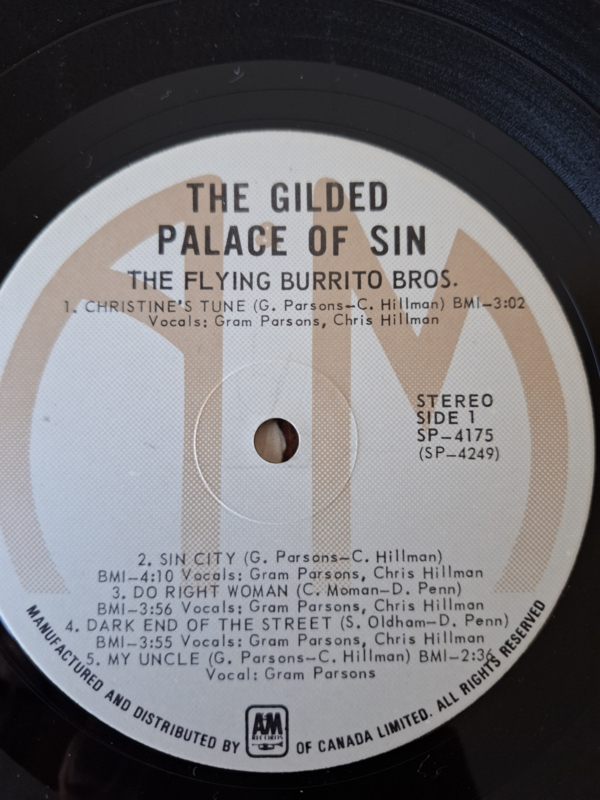 THE GILDED
PALACE OF SIN
THE FLYING BURRITO BROS.
1. CHRISTINE'S TUNE (G. Parsons–C. Hillman) BMI–3:02
Vocals: Gram Parsons, Chris Hillman
STEREO
SIDE 1
SP–4175
(SP–4249)
2. SIN CITY (G. Parsons–C. Hillman)
BMI–4:10 Vocals: Gram Parsons, Chris Hillman
3. DO RIGHT WOMAN (C. Moman–D. Penn)
BMI–3:56 Vocals: Gram Parsons, Chris Hillman
4. DARK END OF THE STREET (S. Oldham–D. Penn)
BMI–3:55 Vocals: Gram Parsons, Chris Hillman
5. MY UNCLE (G. Parsons–C. Hillman) BMI–2:36
Vocal: Gram Parsons
MANUFACTURED AND DISTRIBUTED BY A&M RECORDS OF CANADA LIMITED. ALL RIGHTS RESERVED